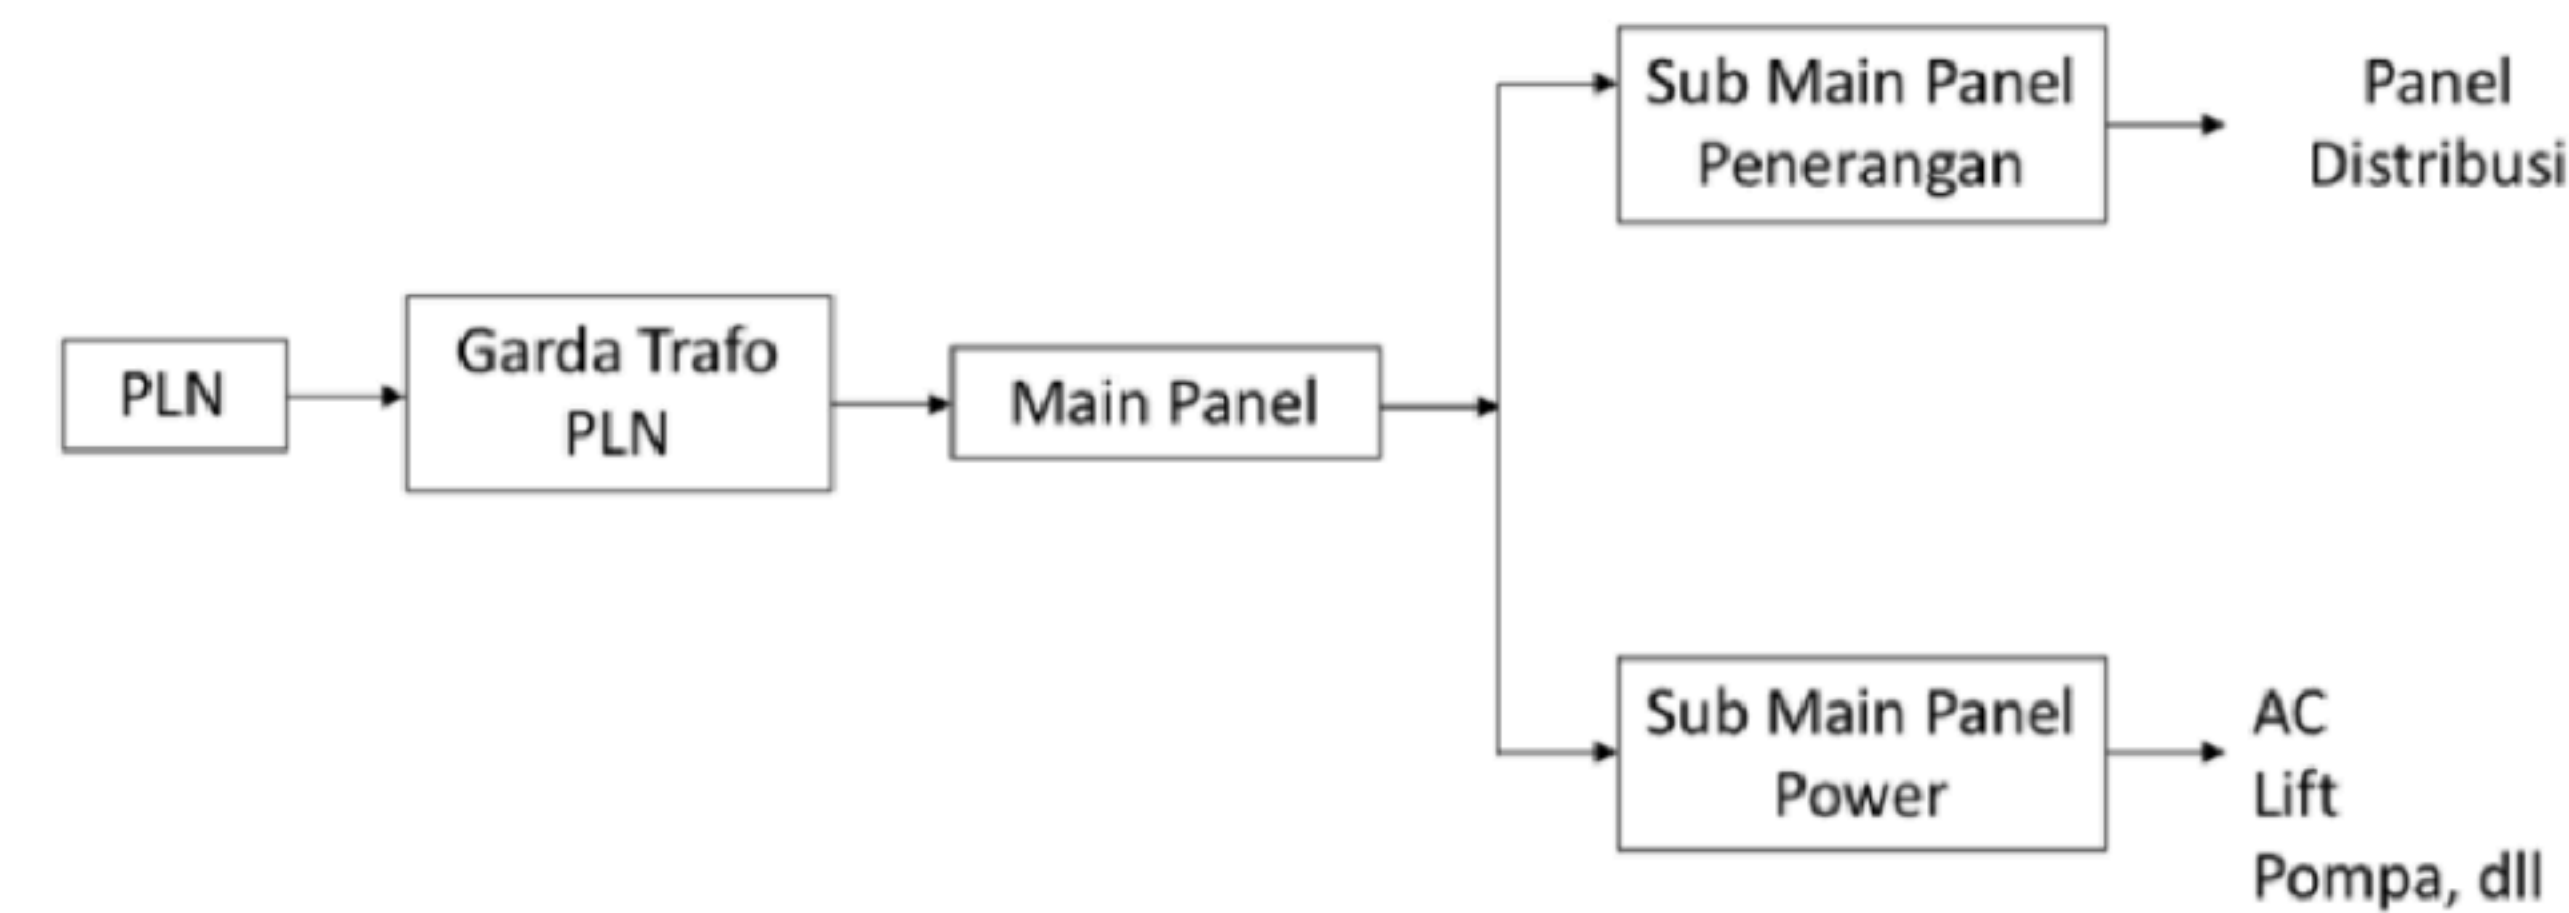 PLN
Garda Trafo
PLN
Main Panel
Sub Main Panel
Penerangan
Panel
Distribusi
Sub Main Panel
Power
AC
Lift
Pompa, dll